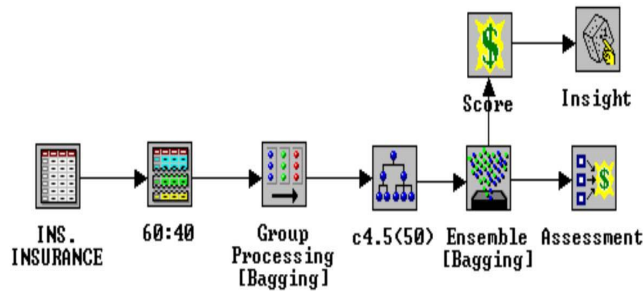 Score
Insight
INS.
INSURANCE
60:40
Group
Processing
[Bagging]
c4.5(50)
Ensemble
[Bagging]
Assessment